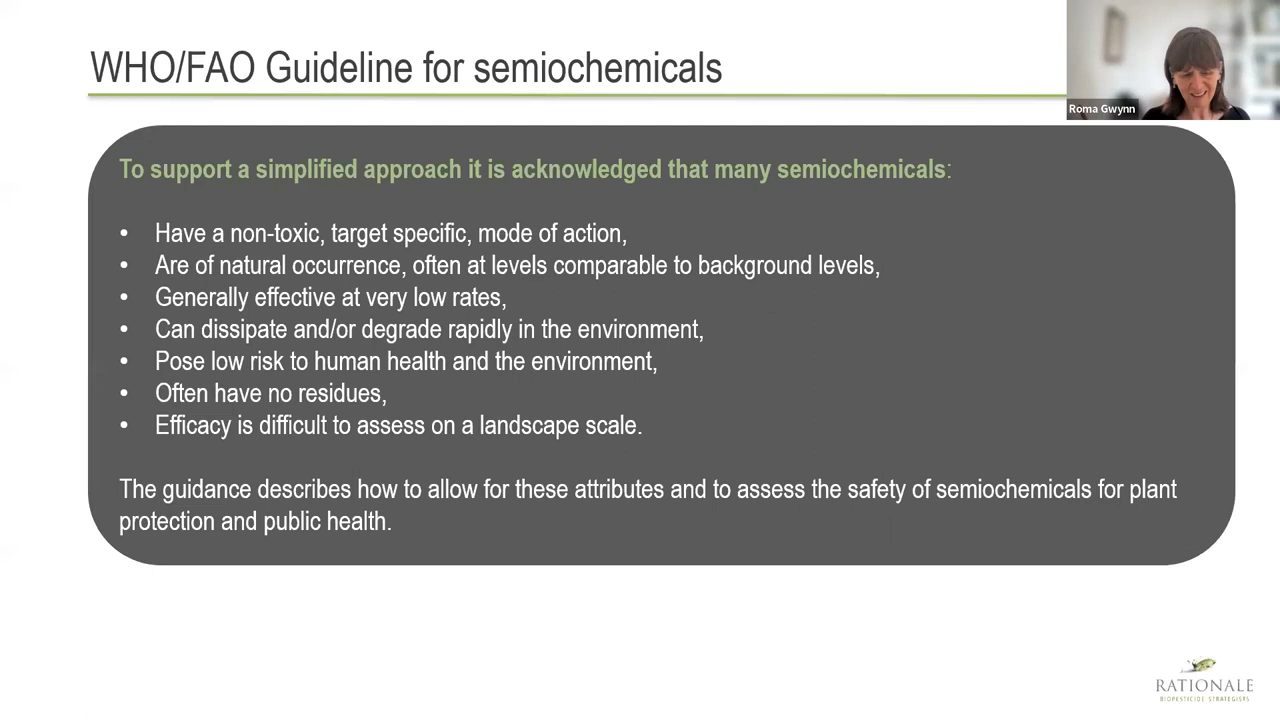 WHO/FAO Guideline for semiochemicals
Roma Gwynn
To support a simplified approach it is acknowledged that many semiochemicals:
• Have a non-toxic, target specific, mode of action,
• Are of natural occurrence, often at levels comparable to background levels,
• Generally effective at very low rates,
• Can dissipate and/or degrade rapidly in the environment,
• Pose low risk to human health and the environment,
• Often have no residues,
• Efficacy is difficult to assess on a landscape scale.
The guidance describes how to allow for these attributes and to assess the safety of semiochemicals for plant
protection and public health.
RATIONALE
BIOPESTICIDE STRATEGISTS